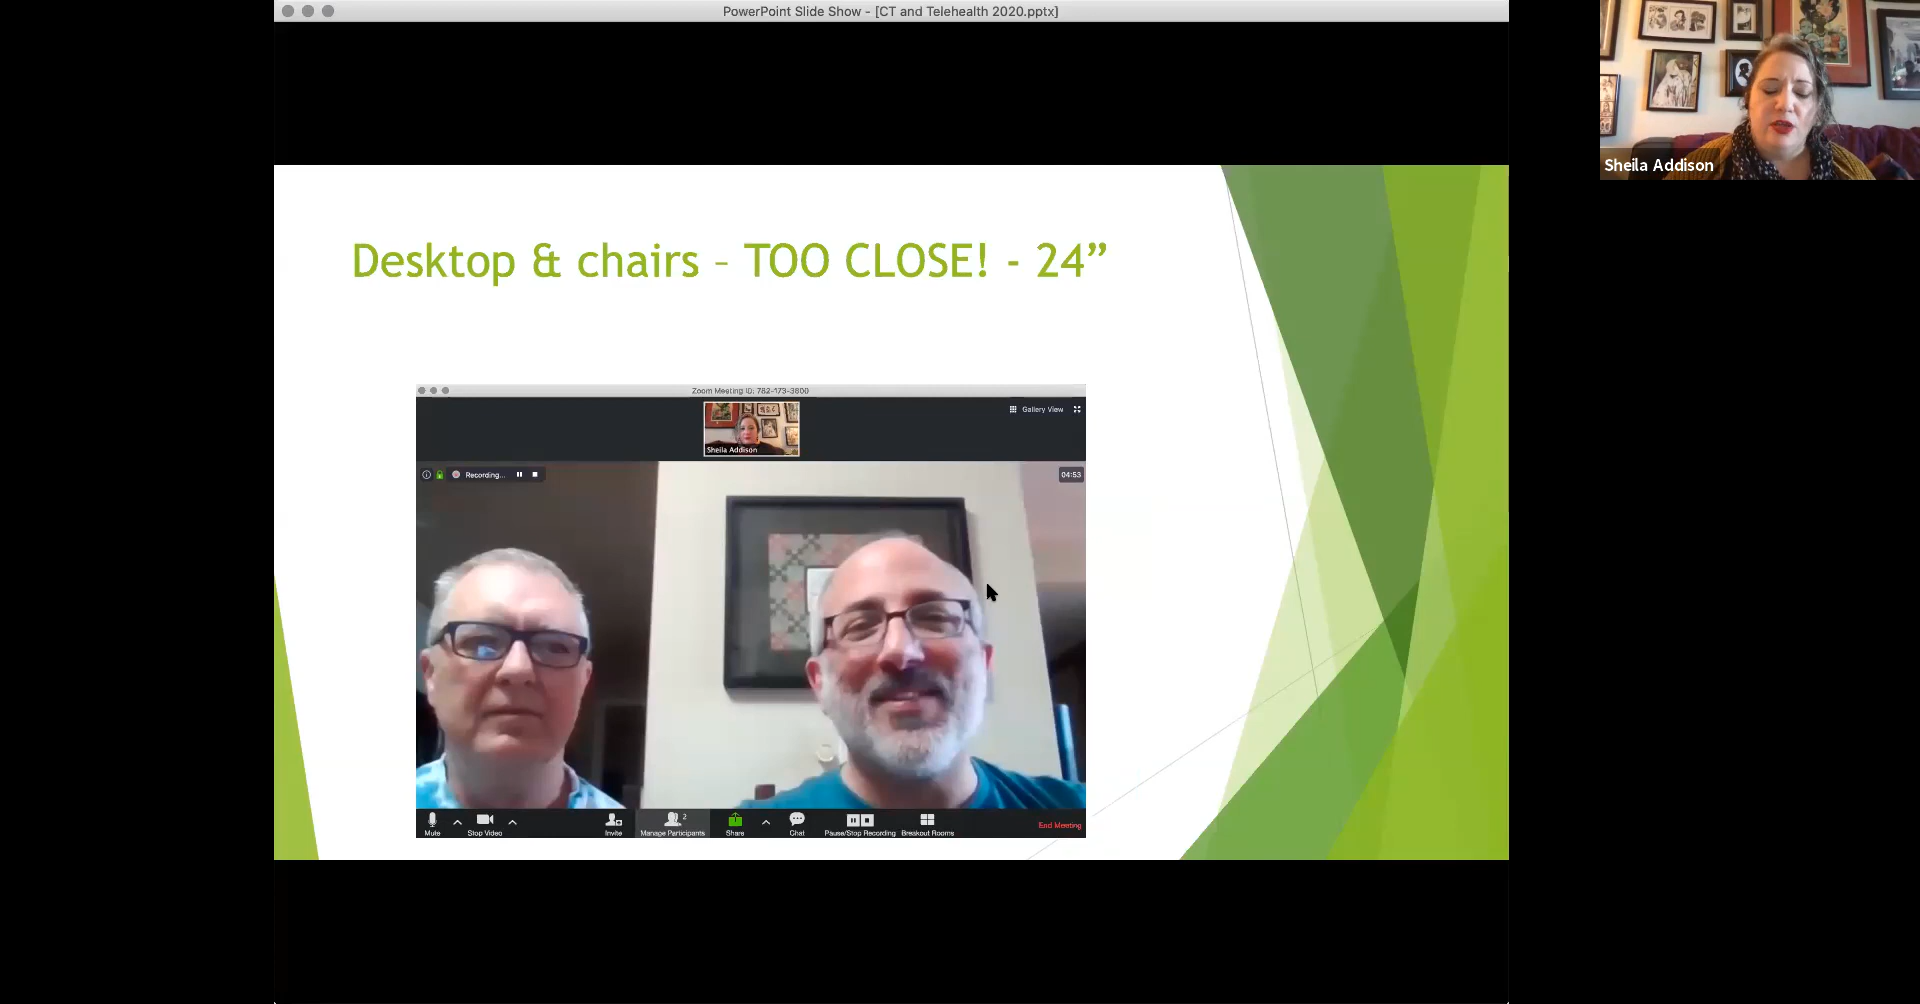 PowerPoint Slide Show - [CT and Telehealth 2020.pptx]
Sheila Addison
Desktop & chairs – TOO CLOSE! - 24”
Zoom Meeting ID: 782-173-3600
Gallery View
Sheila Addison
Recording...
04:53
2
Mute
Stop Video
Invite
Manage Participants
Share
Chat
Pause/Stop Recording
Breakout Rooms
End Meeting